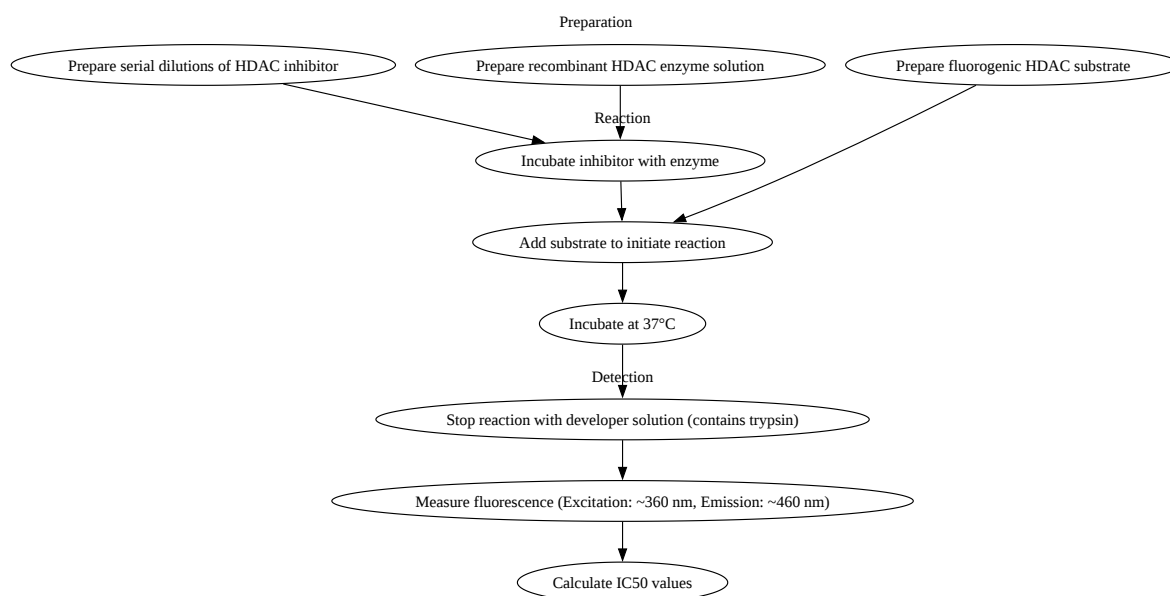 Preparation
Prepare serial dilutions of HDAC inhibitor
Prepare recombinant HDAC enzyme solution
Prepare fluorogenic HDAC substrate
Reaction
Incubate inhibitor with enzyme
Add substrate to initiate reaction
Incubate at 37°C
Detection
Stop reaction with developer solution (contains trypsin)
Measure fluorescence (Excitation: ~360 nm, Emission: ~460 nm)
Calculate IC50 values